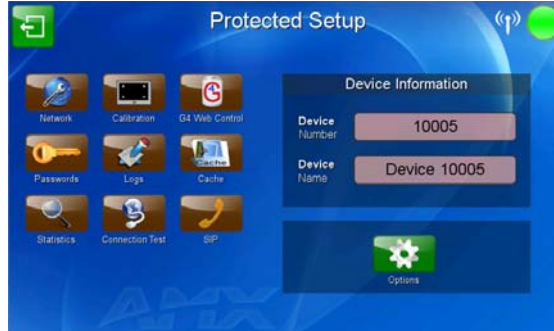 Protected Setup
Network
Calibration
G4 Web Control
Passwords
Logs
Cache
Cache
Statistics
Connection Test
SIP
Device Information
Device
Number
10005
Device
Name
Device 10005
Options
AMX